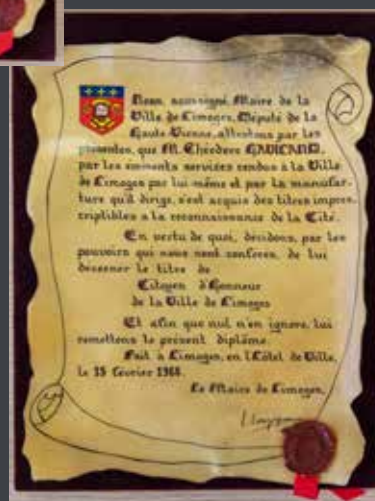 Nous, soussigné, Maire de la
Ville de Limoges, Député de la
Haute-Vienne, attestons par les
présentes, que M. Théodore HAVILAND,
par les éminents services rendus à la Ville
de Limoges par lui-même et par la manufac-
ture qu'il dirige, s'est acquis des titres impres-
criptibles a la reconnaissance de la Cité.
En vertu de quoi, décidons, par les
pouvoirs qui nous sont conférés, de lui
décerner le titre de
Citoyen d'Honneur
de la Ville de Limoges
Et afin que nul n'en ignore, lui
remettons le présent diplôme.
Fait à Limoges, en l'Hôtel de Ville,
le 15 Février 1968.
Le Maire de Limoges,